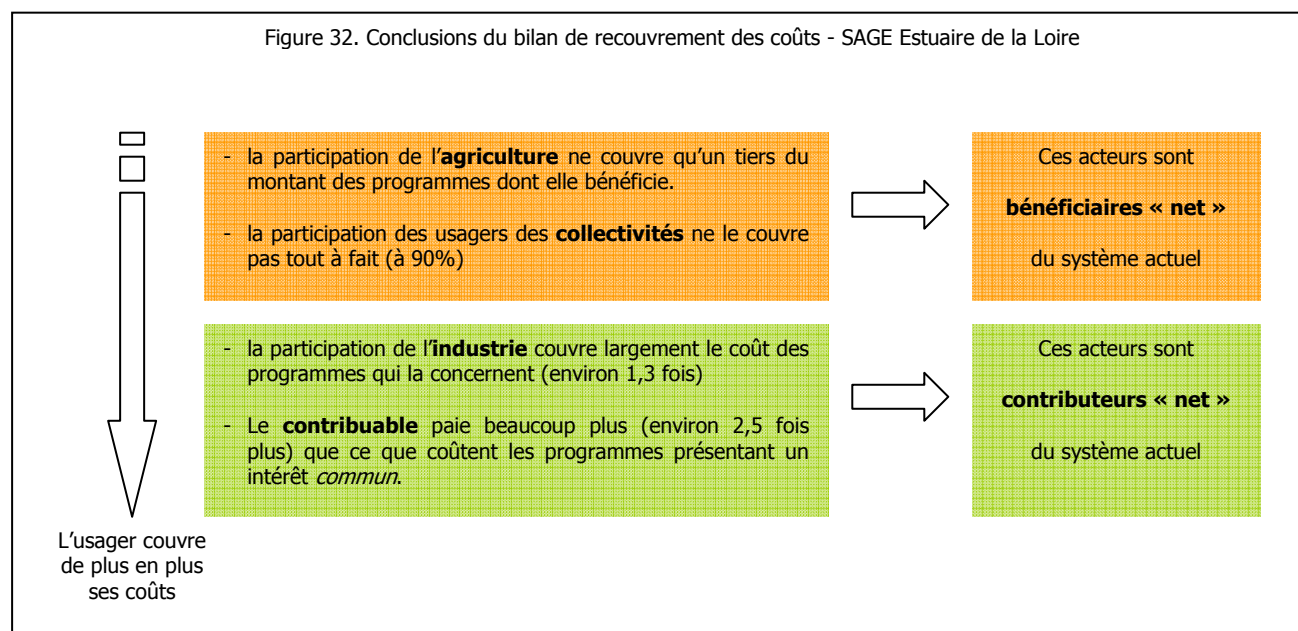 Figure 32. Conclusions du bilan de recouvrement des coûts - SAGE Estuaire de la Loire
- la participation de l'agriculture ne couvre qu'un tiers du
montant des programmes dont elle bénéficie.
- la participation des usagers des collectivités ne le couvre
pas tout à fait (à 90%)
Ces acteurs sont
bénéficiaires « net »
du système actuel
- la participation de l'industrie couvre largement le coût des
programmes qui la concernent (environ 1,3 fois)
- Le contribuable paie beaucoup plus (environ 2,5 fois
plus) que ce que coûtent les programmes présentant un
intérêt commun.
Ces acteurs sont
contributeurs « net »
du système actuel
L'usager couvre
de plus en plus
ses coûts